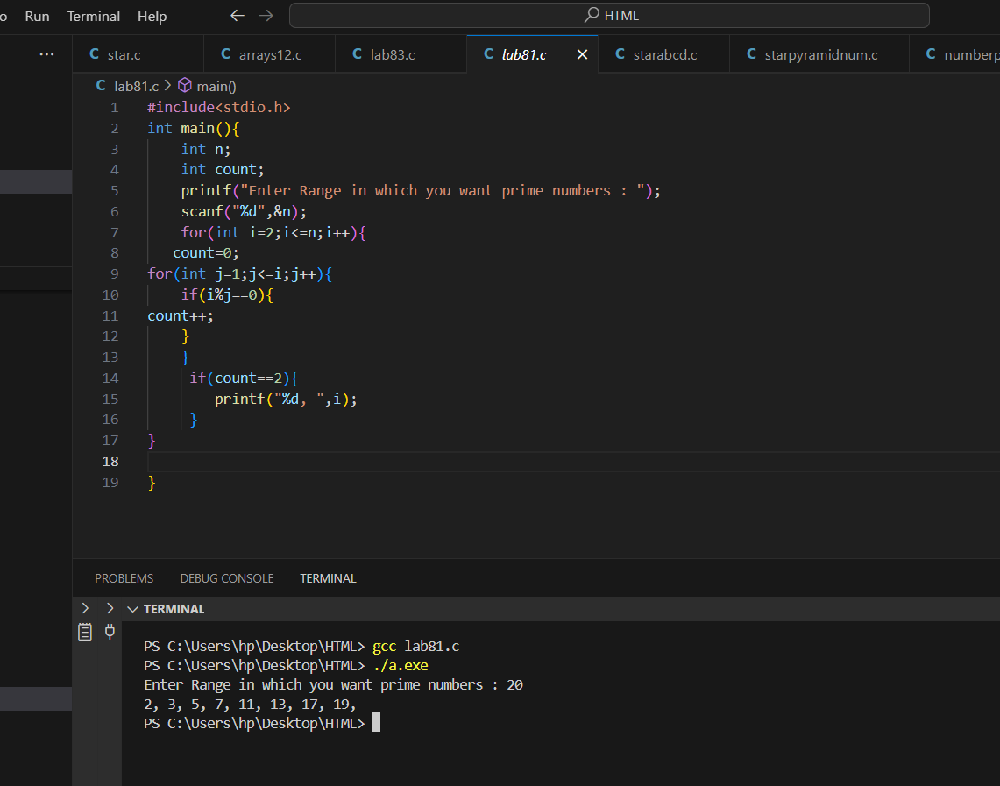 o Run Terminal Help HTML
star.c arrays12.c lab83.c lab81.c starabcd.c starpyramidnum.c numberp
C lab81.c > main()
1 #include<stdio.h>
2 int main(){
3 int n;
4 int count;
5 printf("Enter Range in which you want prime numbers : ");
6 scanf("%d",&n);
7 for(int i=2;i<=n;i++){
8 count=0;
9 for(int j=1;j<=i;j++){
10 if(i%j==0){
11 count++;
12 }
13 }
14 if(count==2){
15 printf("%d, ",i);
16 }
17 }
18
19 }
PROBLEMS DEBUG CONSOLE TERMINAL
TERMINAL
PS C:\Users\hp\Desktop\HTML> gcc lab81.c
PS C:\Users\hp\Desktop\HTML> ./a.exe
Enter Range in which you want prime numbers : 20
2, 3, 5, 7, 11, 13, 17, 19,
PS C:\Users\hp\Desktop\HTML>